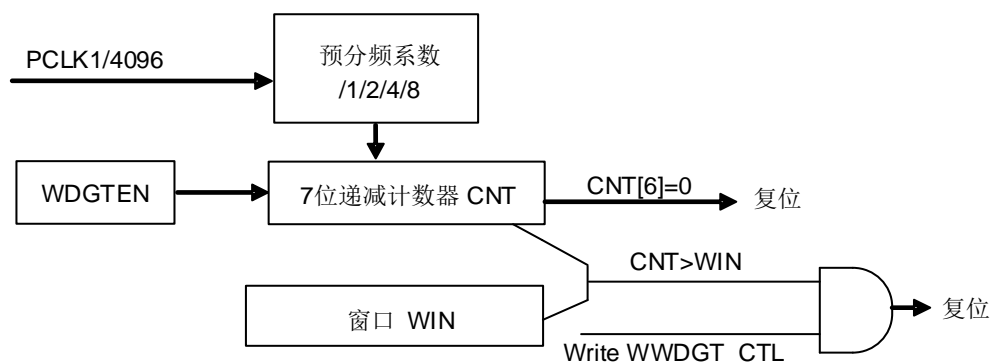 PCLK1/4096
预分频系数
/1/2/4/8
WDGTEN
7位递减计数器 CNT
CNT[6]=0
复位
CNT>WIN
窗口 WIN
复位
Write WWDGT_CTL